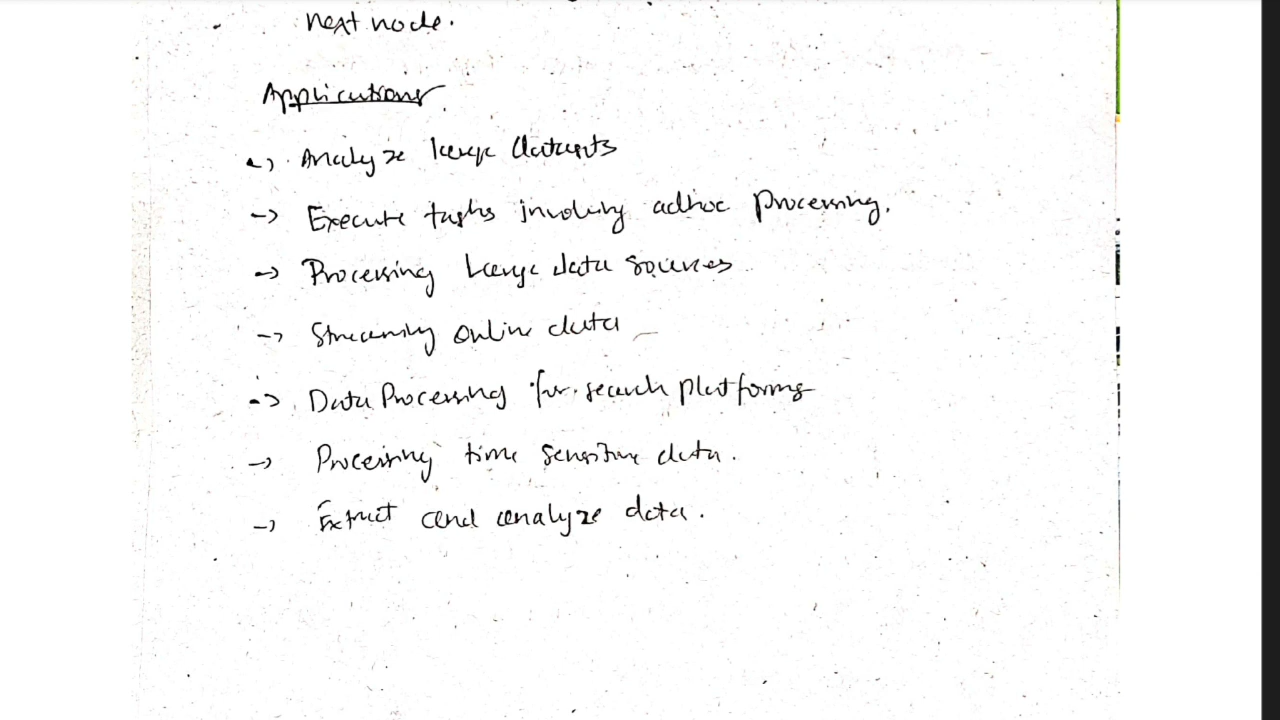 next node.
Applications
-> Analyze large datasets
-> Execute tasks involving adhoc processing.
-> Processing large data sources
-> Streaming online data
-> Data Processing for search platforms
-> Processing time sensitive data.
-> Extract and analyze data.